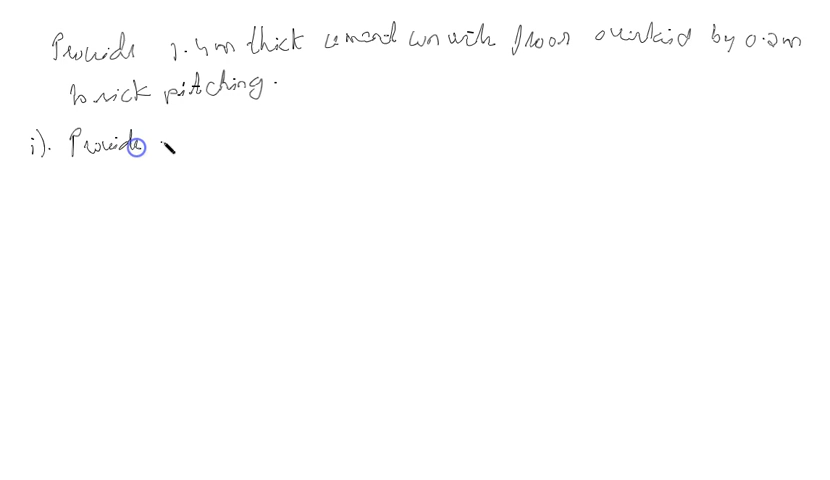 Provide 1.4m thick cement concrete floor overlaid by 0.2m
brick pitching.
i). Provide